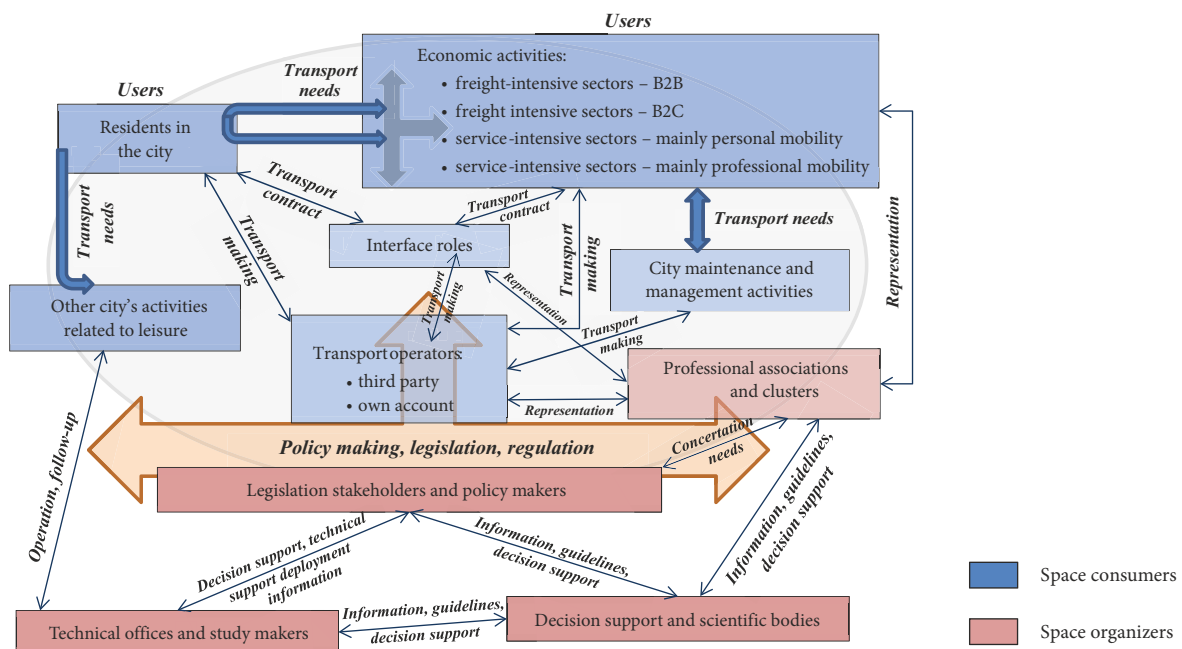 Users
Economic activities:
• freight-intensive sectors – B2B
• freight intensive sectors – B2C
• service-intensive sectors – mainly personal mobility
• service-intensive sectors – mainly professional mobility
Transport
needs
Users
Residents in
the city
Transport
needs
Transport
contract
Transport
making
Transport
contract
Interface roles
Transport
making
Transport needs
Representation
City maintenance and
management activities
Other city's activities
related to leisure
Transport
making
Representation
Transport operators:
• third party
• own account
Transport
making
Representation
Professional associations
and clusters
Policy making, legislation, regulation
Concertation
needs
Legislation stakeholders and policy makers
Operation, follow-up
Decision support, technical
support deployment
information
Information, guidelines,
decision support
Information, guidelines,
decision support
Technical offices and study makers
Information, guidelines,
decision support
Decision support and scientific bodies
Space consumers
Space organizers